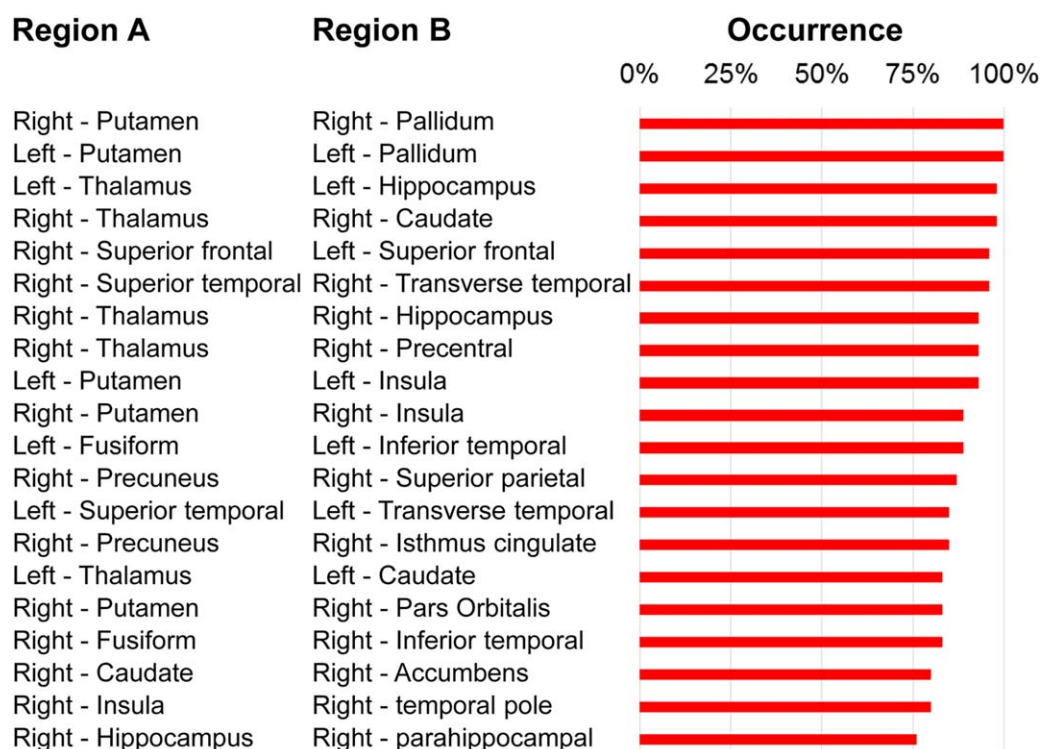 Region A Region B Occurrence
0% 25% 50% 75% 100%
Right - Putamen Right - Pallidum
Left - Putamen Left - Pallidum
Left - Thalamus Left - Hippocampus
Right - Thalamus Right - Caudate
Right - Superior frontal Left - Superior frontal
Right - Superior temporal Right - Transverse temporal
Right - Thalamus Right - Hippocampus
Right - Thalamus Right - Precentral
Left - Putamen Left - Insula
Right - Putamen Right - Insula
Left - Fusiform Left - Inferior temporal
Right - Precuneus Right - Superior parietal
Left - Superior temporal Left - Transverse temporal
Right - Precuneus Right - Isthmus cingulate
Left - Thalamus Left - Caudate
Right - Putamen Right - Pars Orbitalis
Right - Fusiform Right - Inferior temporal
Right - Caudate Right - Accumbens
Right - Insula Right - temporal pole
Right - Hippocampus Right - parahippocampal